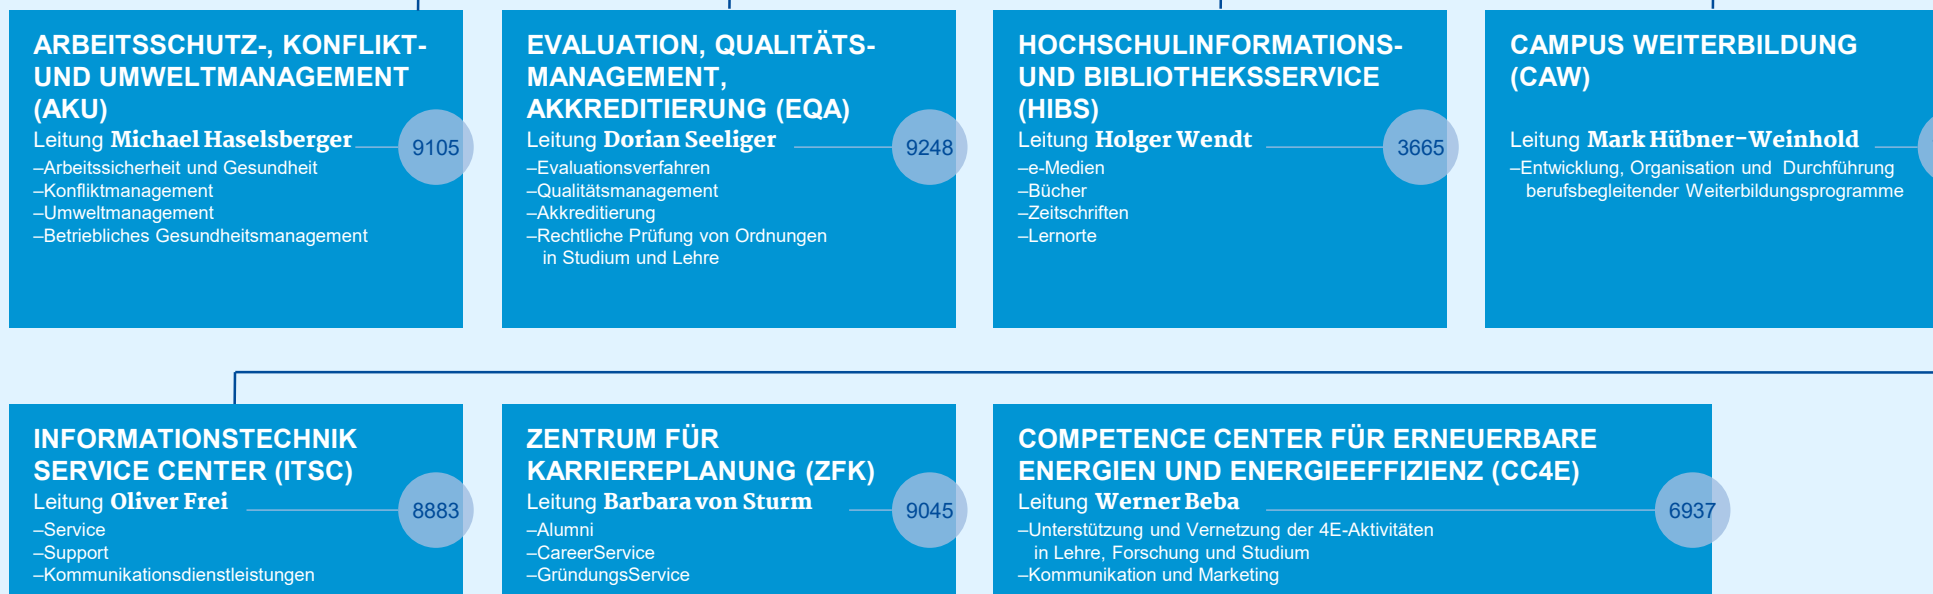 ARBEITSSCHUTZ-, KONFLIKT-
UND UMWELTMANAGEMENT
(AKU)
Leitung Michael Haselsberger
9105
–Arbeitssicherheit und Gesundheit
–Konfliktmanagement
–Umweltmanagement
–Betriebliches Gesundheitsmanagement
EVALUATION, QUALITÄTS-
MANAGEMENT,
AKKREDITIERUNG (EQA)
Leitung Dorian Seeliger
9248
–Evaluationsverfahren
–Qualitätsmanagement
–Akkreditierung
–Rechtliche Prüfung von Ordnungen
in Studium und Lehre
HOCHSCHULINFORMATIONS-
UND BIBLIOTHEKSSERVICE
(HIBS)
Leitung Holger Wendt
3665
–e-Medien
–Bücher
–Zeitschriften
–Lernorte
CAMPUS WEITERBILDUNG
(CAW)
Leitung Mark Hübner-Weinhold
–Entwicklung, Organisation und Durchführung
berufsbegleitender Weiterbildungsprogramme
INFORMATIONSTECHNIK
SERVICE CENTER (ITSC)
Leitung Oliver Frei
8883
–Service
–Support
–Kommunikationsdienstleistungen
ZENTRUM FÜR
KARRIEREPLANUNG (ZFK)
Leitung Barbara von Sturm
9045
–Alumni
–CareerService
–GründungsService
COMPETENCE CENTER FÜR ERNEUERBARE
ENERGIEN UND ENERGIEEFFIZIENZ (CC4E)
Leitung Werner Beba
6937
–Unterstützung und Vernetzung der 4E-Aktivitäten
in Lehre, Forschung und Studium
–Kommunikation und Marketing